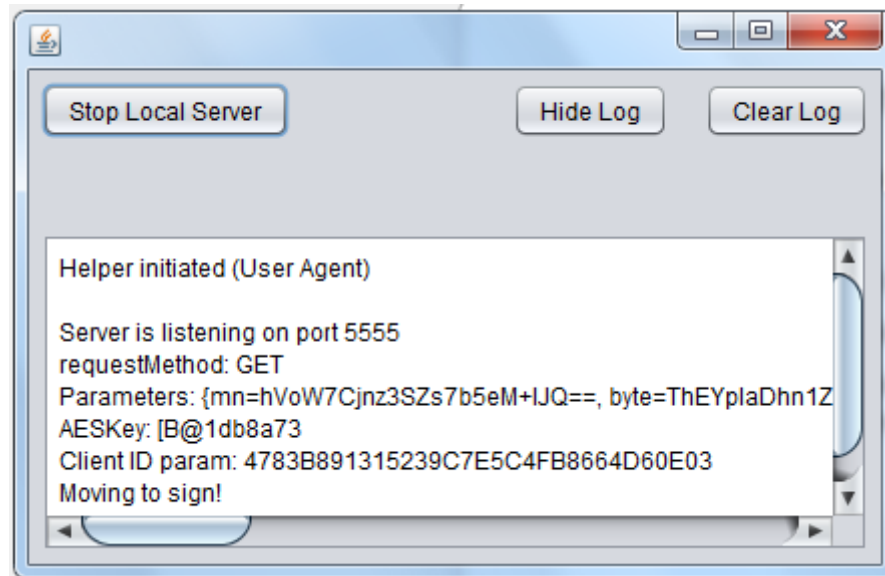 Stop Local Server
Hide Log
Clear Log
Helper initiated (User Agent)
Server is listening on port 5555
requestMethod: GET
Parameters: {mn=hVoW7Cjnz3SZs7b5eM+IJQ==, byte=ThEYplaDhn1Z
AESKey: [B@1db8a73
Client ID param: 4783B891315239C7E5C4FB8664D60E03
Moving to sign!